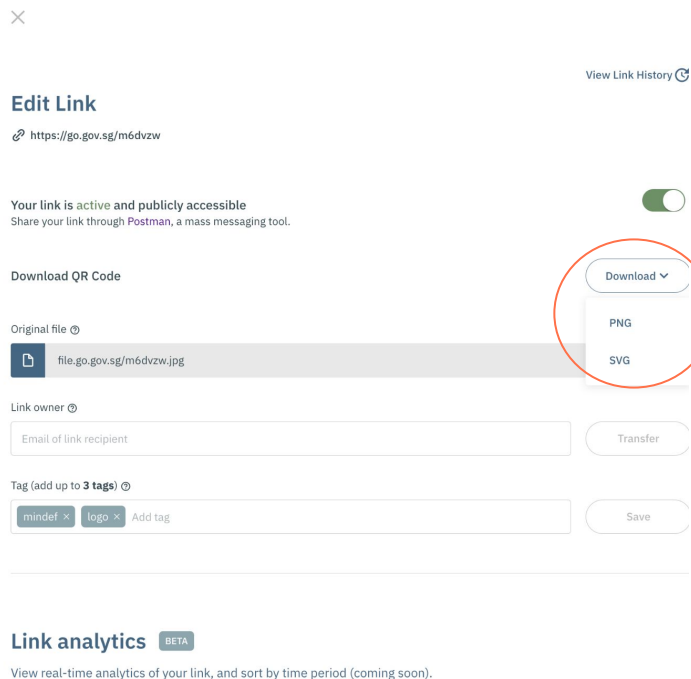 View Link History
Edit Link
https://go.gov.sg/m6dvzw
Your link is active and publicly accessible
Share your link through Postman, a mass messaging tool.
Download QR Code
Download
PNG
SVG
Original file
file.go.gov.sg/m6dvzw.jpg
Link owner
Email of link recipient
Transfer
Tag (add up to 3 tags)
mindef × logo × Add tag
Save
Link analytics BETA
View real-time analytics of your link, and sort by time period (coming soon).